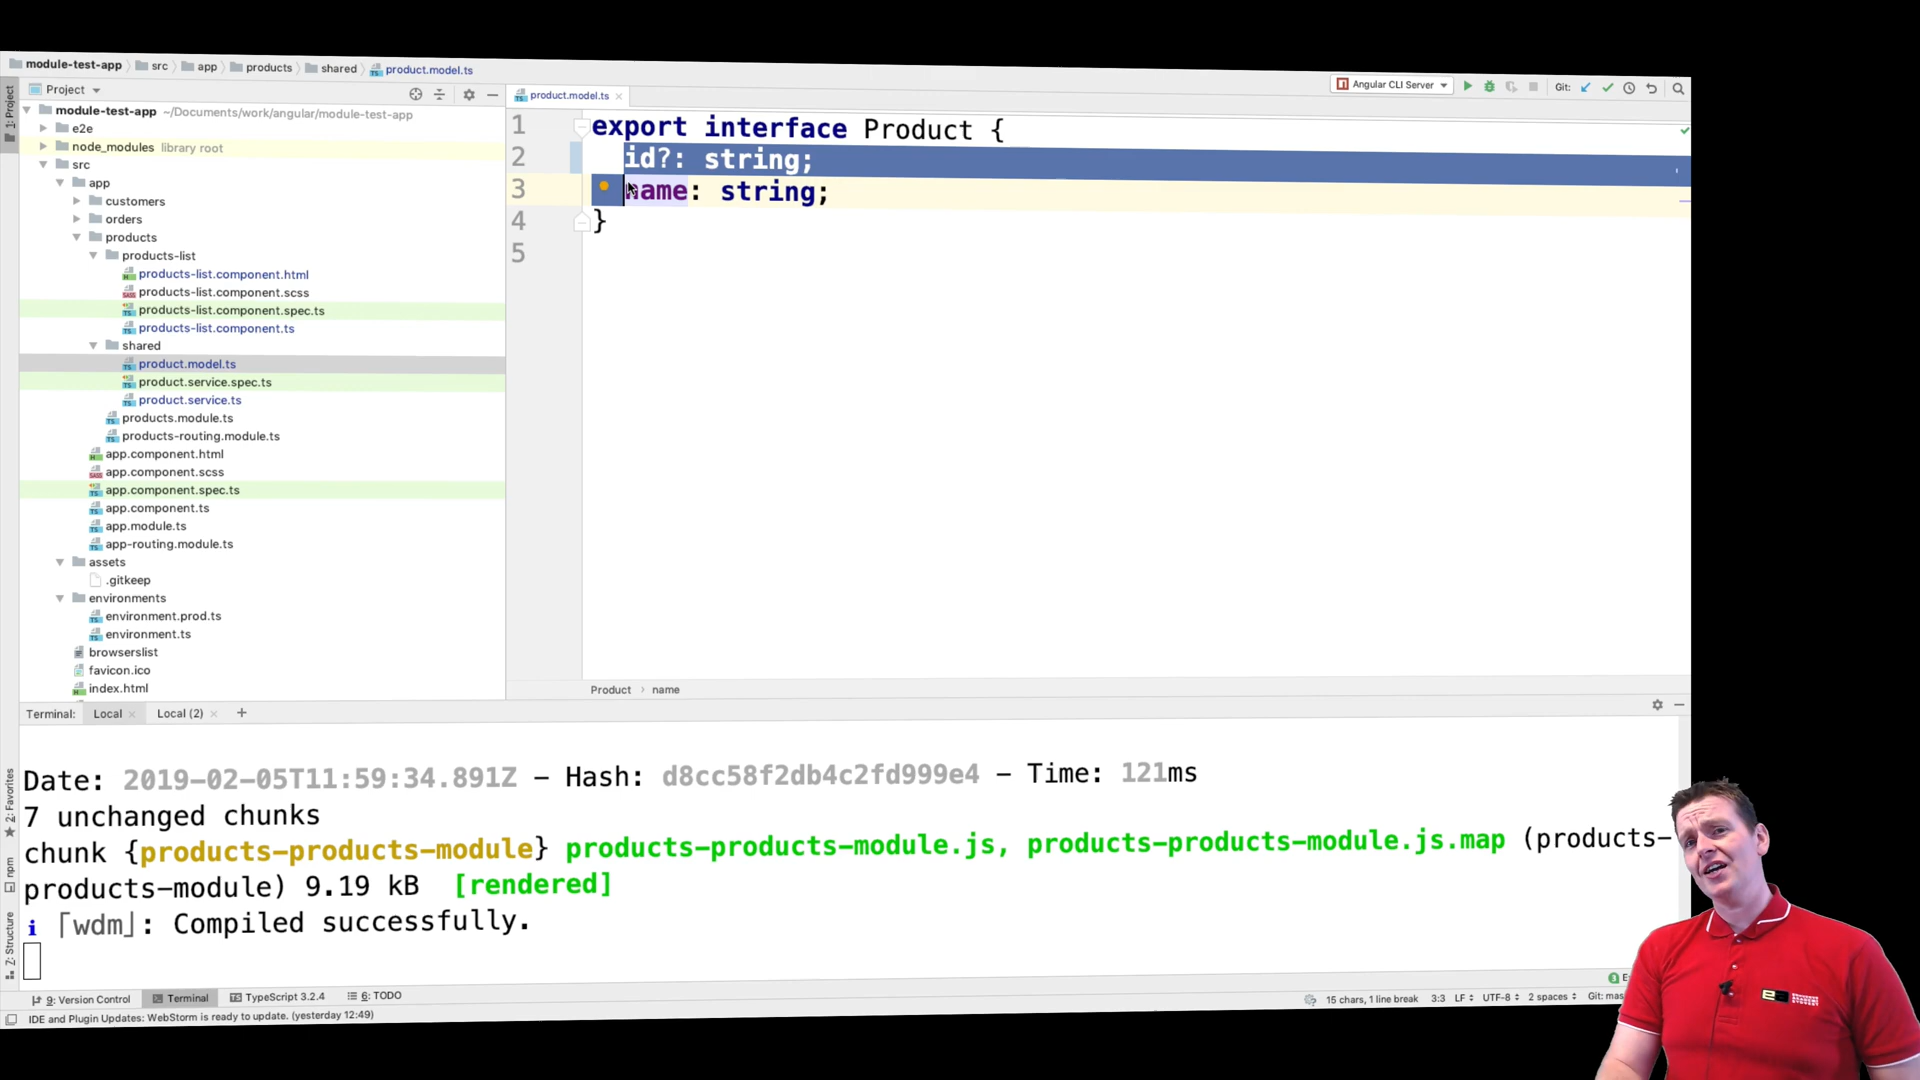 module-test-app src app products shared product.model.ts
Angular CLI Server
Git:
1: Project
Project
product.model.ts
module-test-app ~/Documents/work/angular/module-test-app
e2e
node_modules library root
src
app
customers
orders
products
products-list
products-list.component.html
products-list.component.scss
products-list.component.spec.ts
products-list.component.ts
shared
product.model.ts
product.service.spec.ts
product.service.ts
products.module.ts
products-routing.module.ts
app.component.html
app.component.scss
app.component.spec.ts
app.component.ts
app.module.ts
app-routing.module.ts
assets
.gitkeep
environments
environment.prod.ts
environment.ts
browserslist
favicon.ico
index.html
1 export interface Product {
2 id?: string;
3 name: string;
4 }
5
Product › name
Terminal: Local Local (2) +
2: Favorites
npm
Z: Structure
Date: 2019-02-05T11:59:34.891Z – Hash: d8cc58f2db4c2fd999e4 – Time: 121ms
7 unchanged chunks
chunk {products-products-module} products-products-module.js, products-products-module.js.map (products-
products-module) 9.19 kB [rendered]
i ｢wdm｣: Compiled successfully.
9: Version Control Terminal TypeScript 3.2.4 6: TODO
IDE and Plugin Updates: WebStorm is ready to update. (yesterday 12:49)
15 chars, 1 line break 3:3 LF UTF-8 2 spaces Git: mas